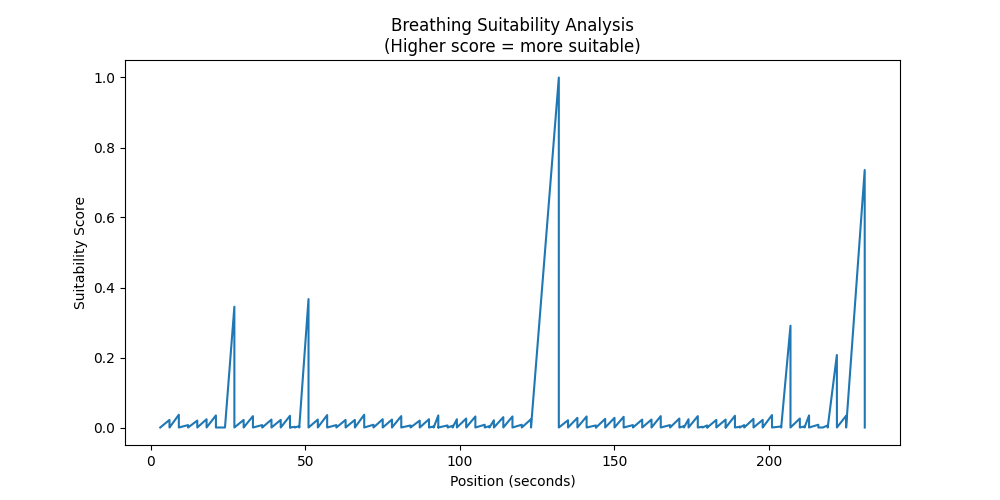 Breathing Suitability Analysis
(Higher score = more suitable)
Suitability Score
1.0
0.8
0.6
0.4
0.2
0.0
0
50
100
150
200
Position (seconds)